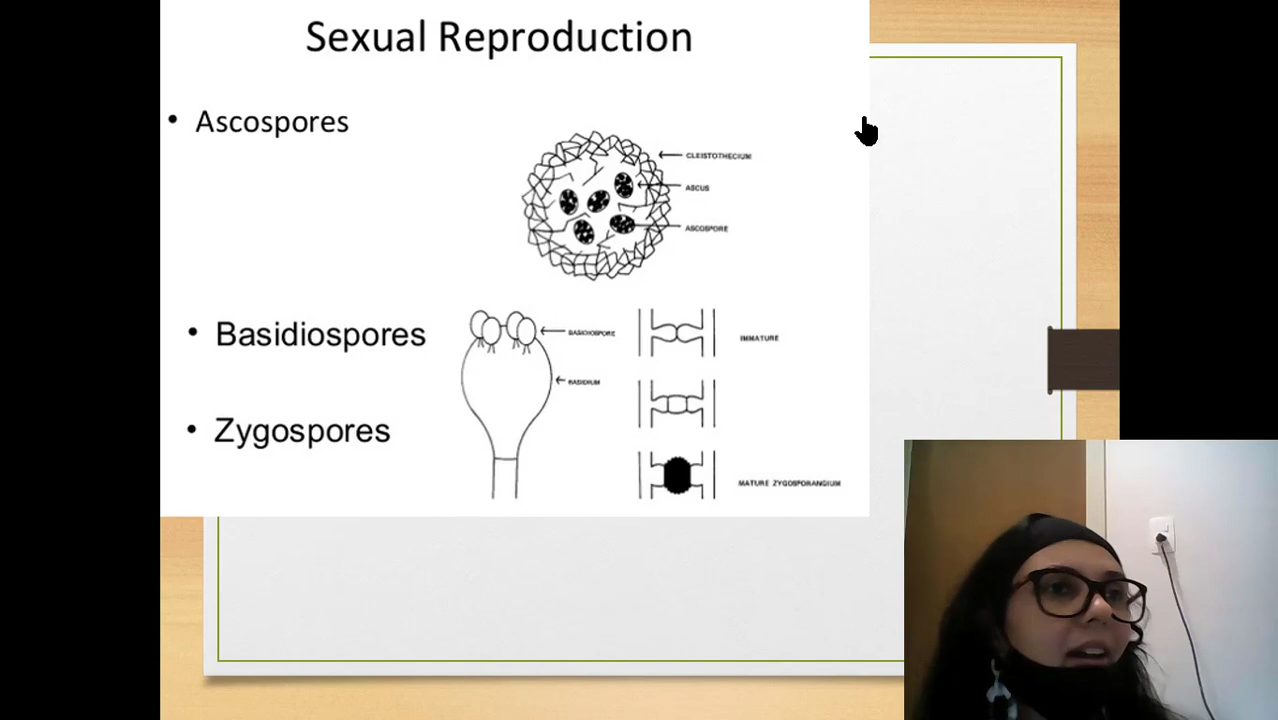 Sexual Reproduction
• Ascospores
CLEISTOTHECIUM
ASCUS
ASCOSPORE
• Basidiospores
BASIDIOSPORE
BASIDIUM
IMMATURE
• Zygospores
MATURE ZYGOSPORANGIUM